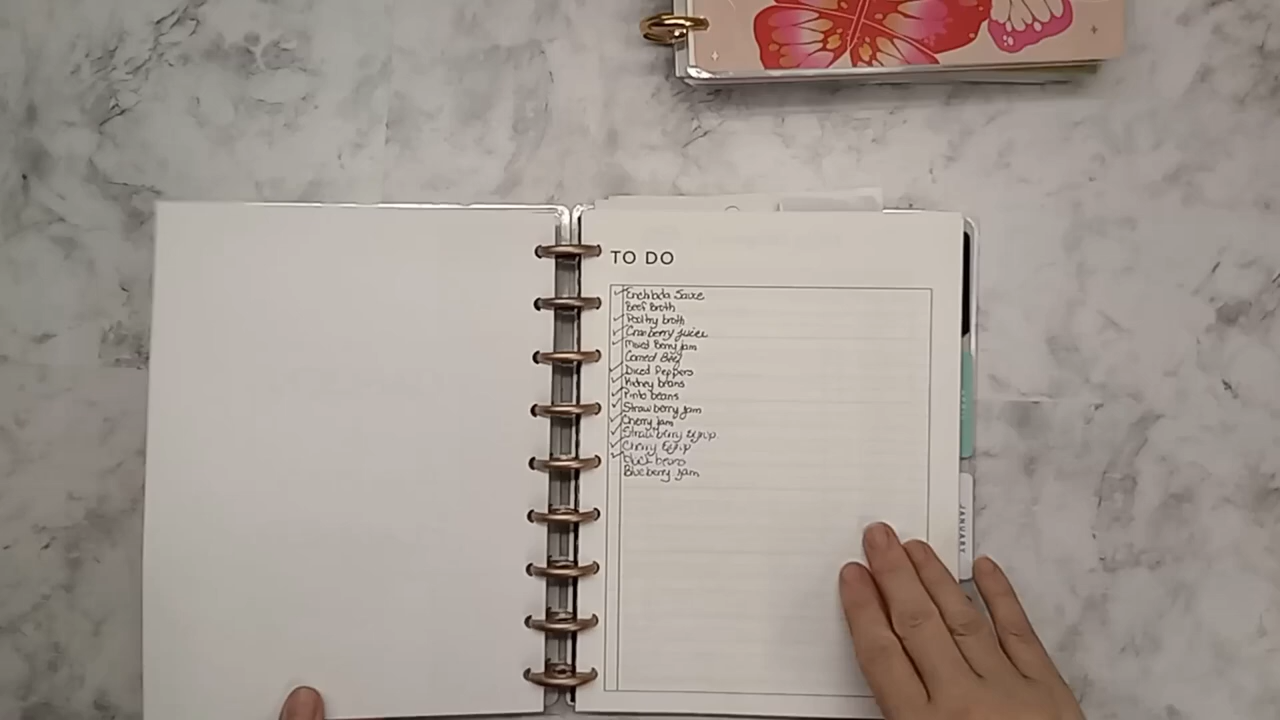 TO DO
Enchilada Sauce
Beef Broth
Poultry broth
Cranberry juice
Mixed Berry jam
Corned Beef
Diced Peppers
Kidney beans
Pinto beans
Strawberry jam
Cherry jam
Strawberry Syrup
Cherry Syrup
black beans
Blueberry jam
JANUARY